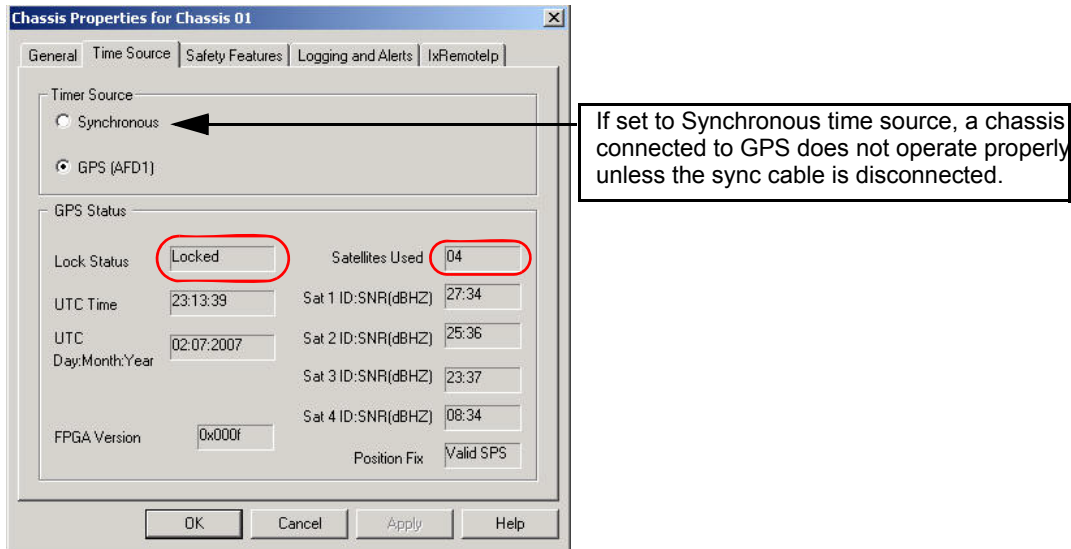 Chassis Properties for Chassis 01
General Time Source Safety Features Logging and Alerts IxRemoteIp
Timer Source
Synchronous
GPS (AFD1)
If set to Synchronous time source, a chassis
connected to GPS does not operate properly
unless the sync cable is disconnected.
GPS Status
Lock Status Locked Satellites Used 04
UTC Time 23:13:39 Sat 1 ID:SNR(dBHZ) 27:34
UTC
Day:Month:Year 02:07:2007 Sat 2 ID:SNR(dBHZ) 25:36
Sat 3 ID:SNR(dBHZ) 23:37
Sat 4 ID:SNR(dBHZ) 08:34
FPGA Version 0x000f
Position Fix Valid SPS
OK Cancel Apply Help